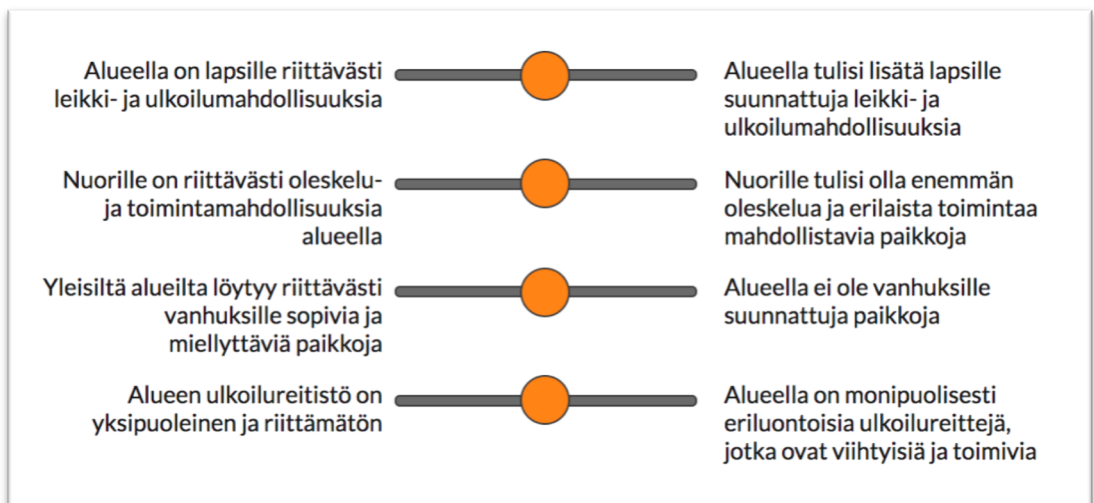 Alueella on lapsille riittävästi
leikki- ja ulkoilumahdollisuuksia
Alueella tulisi lisätä lapsille
suunnattuja leikki- ja
ulkoilumahdollisuuksia
Nuorille on riittävästi oleskelu-
ja toimintamahdollisuuksia
alueella
Nuorille tulisi olla enemmän
oleskelua ja erilaista toimintaa
mahdollistavia paikkoja
Yleisiltä alueilta löytyy riittävästi
vanhuksille sopivia ja
miellyttäviä paikkoja
Alueella ei ole vanhuksille
suunnattuja paikkoja
Alueen ulkoilureitistö on
yksipuoleinen ja riittämätön
Alueella on monipuolisesti
eriluontoisia ulkoilureittejä,
jotka ovat viihtyisiä ja toimivia